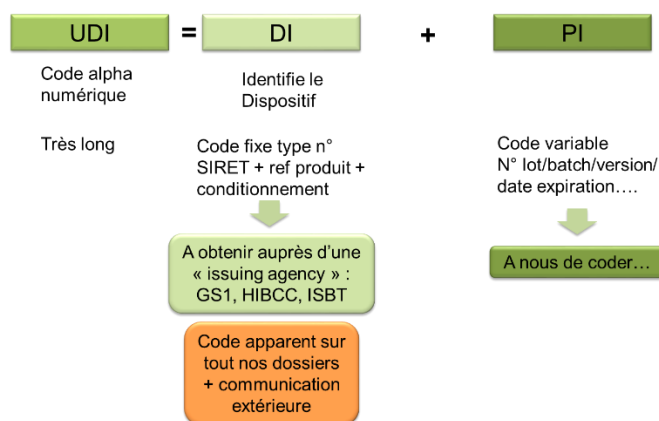 UDI = DI + PI
Code alpha
numérique
Identifie le
Dispositif
Très long
Code fixe type n°
SIRET + ref produit +
conditionnement
Code variable
N° lot/batch/version/
date expiration….
A obtenir auprès d’une
« issuing agency » :
GS1, HIBCC, ISBT
A nous de coder…
Code apparent sur
tout nos dossiers
+ communication
extérieure